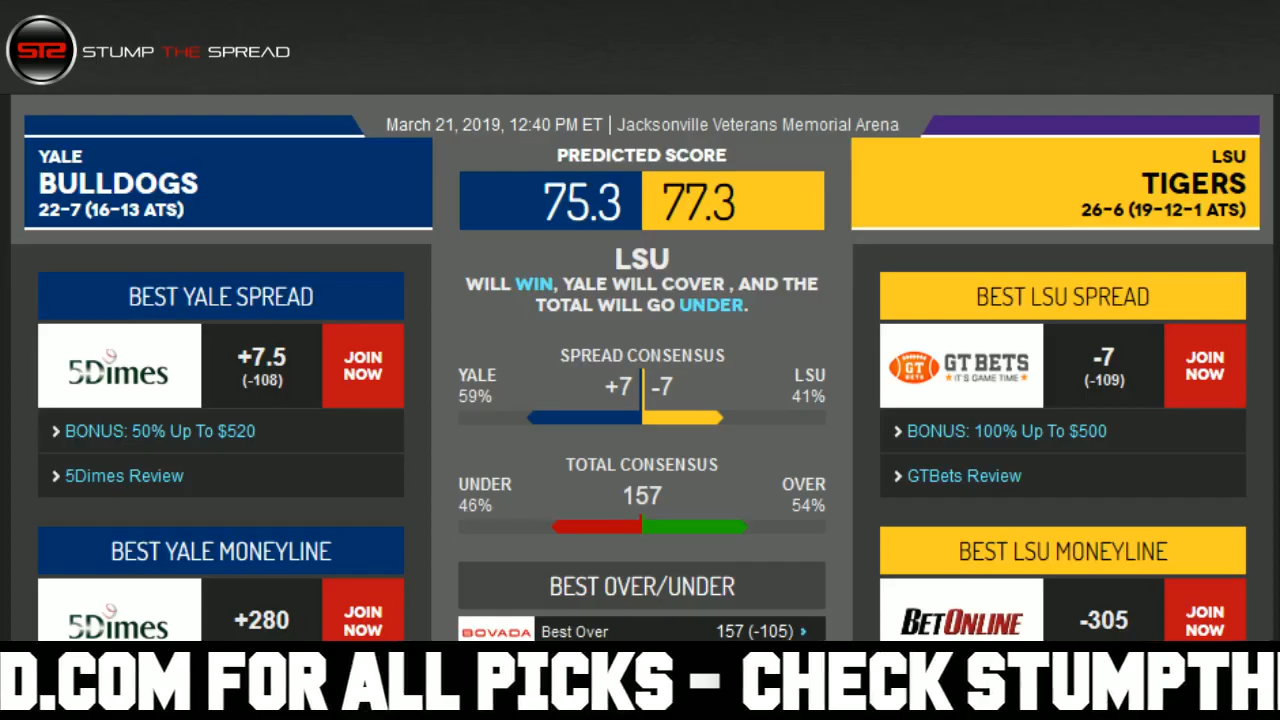 STS STUMP THE SPREAD
March 21, 2019, 12:40 PM ET | Jacksonville Veterans Memorial Arena
YALE
BULLDOGS
22-7 (16-13 ATS)
PREDICTED SCORE
75.3 77.3
LSU
TIGERS
26-6 (19-12-1 ATS)
LSU
WILL WIN, YALE WILL COVER , AND THE
TOTAL WILL GO UNDER.
BEST YALE SPREAD
5Dimes
+7.5
(-108)
JOIN
NOW
BONUS: 50% Up To $520
5Dimes Review
SPREAD CONSENSUS
YALE
59%
+7 -7
LSU
41%
TOTAL CONSENSUS
UNDER
46%
157
OVER
54%
BEST LSU SPREAD
GT
BETS
GT BETS
IT'S GAME TIME
-7
(-109)
JOIN
NOW
BONUS: 100% Up To $500
GTBets Review
BEST YALE MONEYLINE
5Dimes
+280
JOIN
NOW
BEST OVER/UNDER
BOVADA Best Over 157 (-105)
BEST LSU MONEYLINE
BETONLINE
-305
JOIN
NOW
D.COM FOR ALL PICKS - CHECK STUMPTH